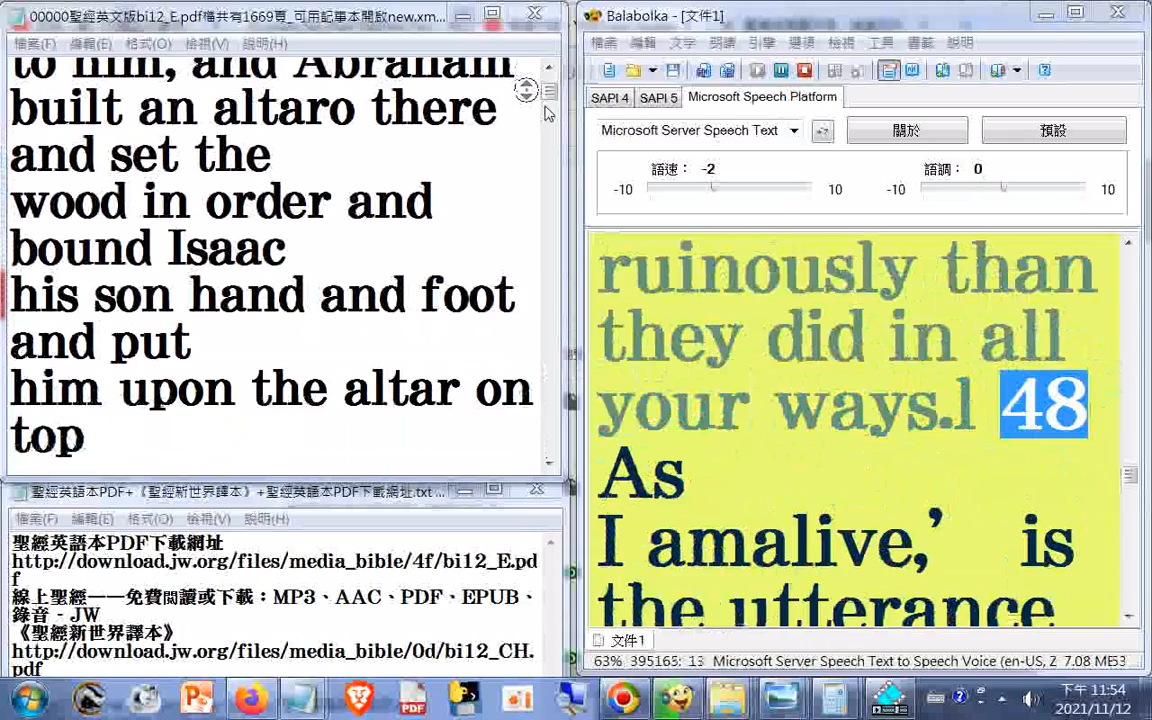 00000聖經英文版bi12_E.pdf檔共有1669頁_可用記事本開啟new.xm...
檔案(F) 編輯(E) 格式(O) 檢視(V) 說明(H)
to him, and Abraham
built an altaro there
and set the
wood in order and
bound Isaac
his son hand and foot
and put
him upon the altar on
top
聖經英語本PDF+《聖經新世界譯本》+聖經英語本PDF下載網址.txt ...
檔案(F) 編輯(E) 格式(O) 檢視(V) 說明(H)
聖經英語本PDF下載網址
http://download.jw.org/files/media_bible/4f/bi12_E.pd
f
線上聖經──免費閱讀或下載：MP3、AAC、PDF、EPUB、
錄音 - JW
《聖經新世界譯本》
http://download.jw.org/files/media_bible/0d/bi12_CH.
pdf
Balabolka - [文件1]
檔案 編輯 文字 朗讀 引擎 選項 檢視 工具 書籤 說明
SAPI 4 SAPI 5 Microsoft Speech Platform
Microsoft Server Speech Text 關於 預設
語速： -2 語調： 0
-10 10 -10 10
ruinously than
they did in all
your ways.l 48
As
I amalive,’ is
the utterance
文件1
63% 395165: 13 Microsoft Server Speech Text to Speech Voice (en-US, Z 7.08 ME53
PDF
下午 11:54
2021/11/12